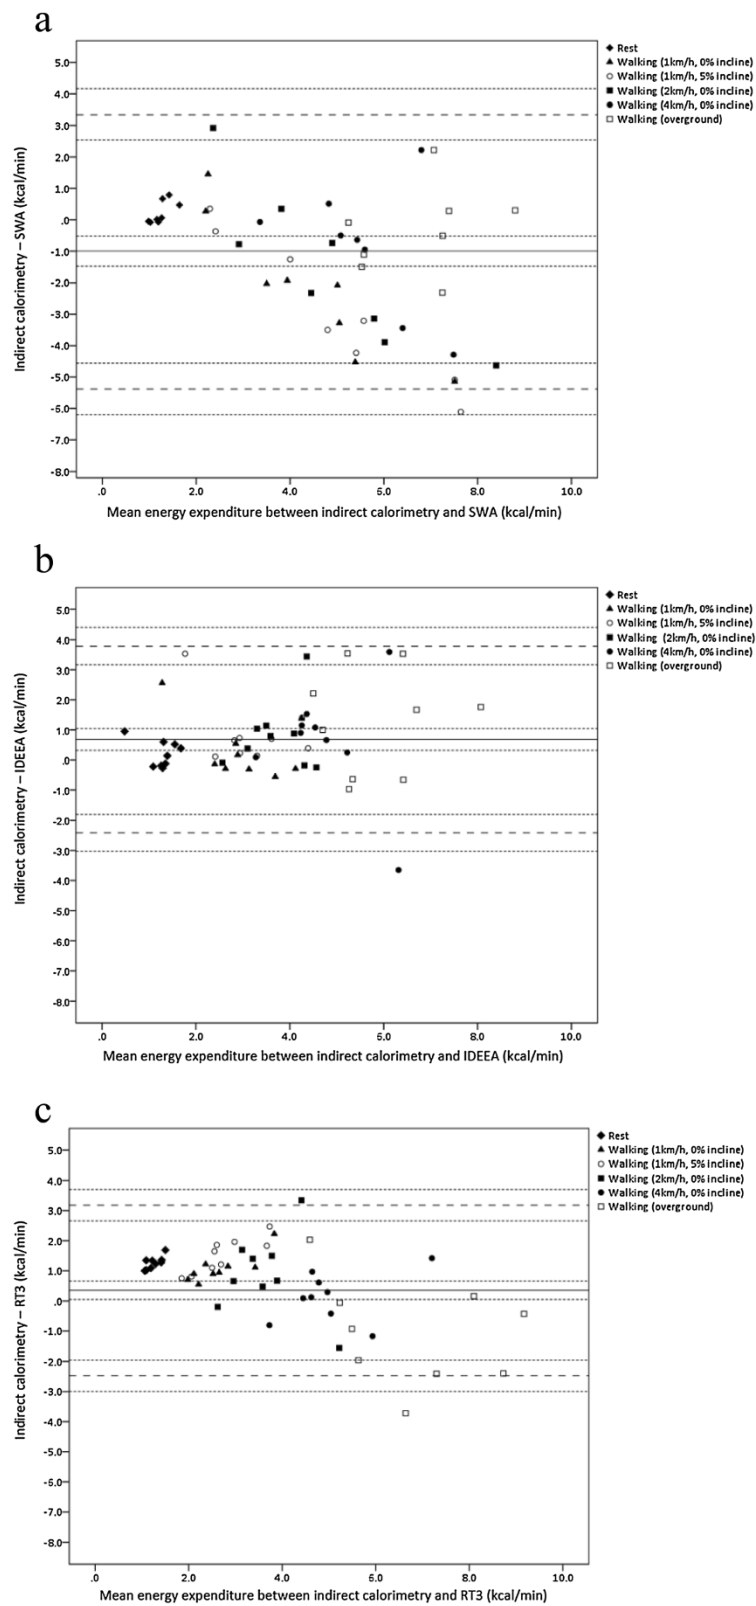 a
5.0
4.0
3.0
2.0
1.0
.0
-1.0
-2.0
-3.0
-4.0
-5.0
-6.0
-7.0
-8.0
Indirect calorimetry – SWA (kcal/min)
.0 2.0 4.0 6.0 8.0 10.0
Mean energy expenditure between indirect calorimetry and SWA (kcal/min)
Rest
Walking (1km/h, 0% incline)
Walking (1km/h, 5% incline)
Walking (2km/h, 0% incline)
Walking (4km/h, 0% incline)
Walking (overground)
b
5.0
4.0
3.0
2.0
1.0
.0
-1.0
-2.0
-3.0
-4.0
-5.0
-6.0
-7.0
-8.0
Indirect calorimetry – IDEEA (kcal/min)
.0 2.0 4.0 6.0 8.0 10.0
Mean energy expenditure between indirect calorimetry and IDEEA (kcal/min)
Rest
Walking (1km/h, 0% incline)
Walking (1km/h, 5% incline)
Walking (2km/h, 0% incline)
Walking (4km/h, 0% incline)
Walking (overground)
c
5.0
4.0
3.0
2.0
1.0
.0
-1.0
-2.0
-3.0
-4.0
-5.0
-6.0
-7.0
-8.0
Indirect calorimetry – RT3 (kcal/min)
.0 2.0 4.0 6.0 8.0 10.0
Mean energy expenditure between indirect calorimetry and RT3 (kcal/min)
Rest
Walking (1km/h, 0% incline)
Walking (1km/h, 5% incline)
Walking (2km/h, 0% incline)
Walking (4km/h, 0% incline)
Walking (overground)